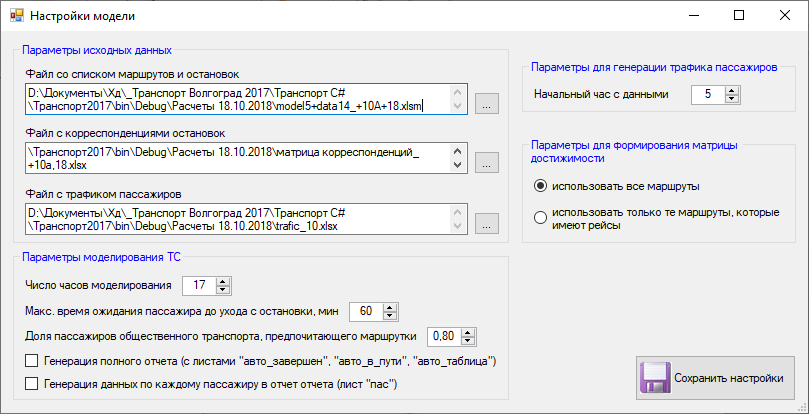 Настройки модели
Параметры исходных данных
Файл со списком маршрутов и остановок
D:\Документы\Хд\_Транспорт Волгоград 2017\Транспорт C#
\Транспорт2017\bin\Debug\Расчеты 18.10.2018\model5+data14_+10A+18.xlsm
...
Файл с корреспонденциями остановок
\Транспорт2017\bin\Debug\Расчеты 18.10.2018\матрица корреспонденций_
+10а,18.xlsx
...
Файл с трафиком пассажиров
D:\Документы\Хд\_Транспорт Волгоград 2017\Транспорт C#
\Транспорт2017\bin\Debug\Расчеты 18.10.2018\trafic_10.xlsx
...
Параметры моделирования ТС
Число часов моделирования 17
Макс. время ожидания пассажира до ухода с остановки, мин 60
Доля пассажиров общественного транспорта, предпочитающего маршрутки 0,80
Генерация полного отчета (с листами "авто_завершен", "авто_в_пути", "авто_таблица")
Генерация данных по каждому пассажиру в отчет отчета (лист "пас")
Параметры для генерации трафика пассажиров
Начальный час с данными 5
Параметры для формирования матрицы
достижимости
использовать все маршруты
использовать только те маршруты, которые
имеют рейсы
Сохранить настройки